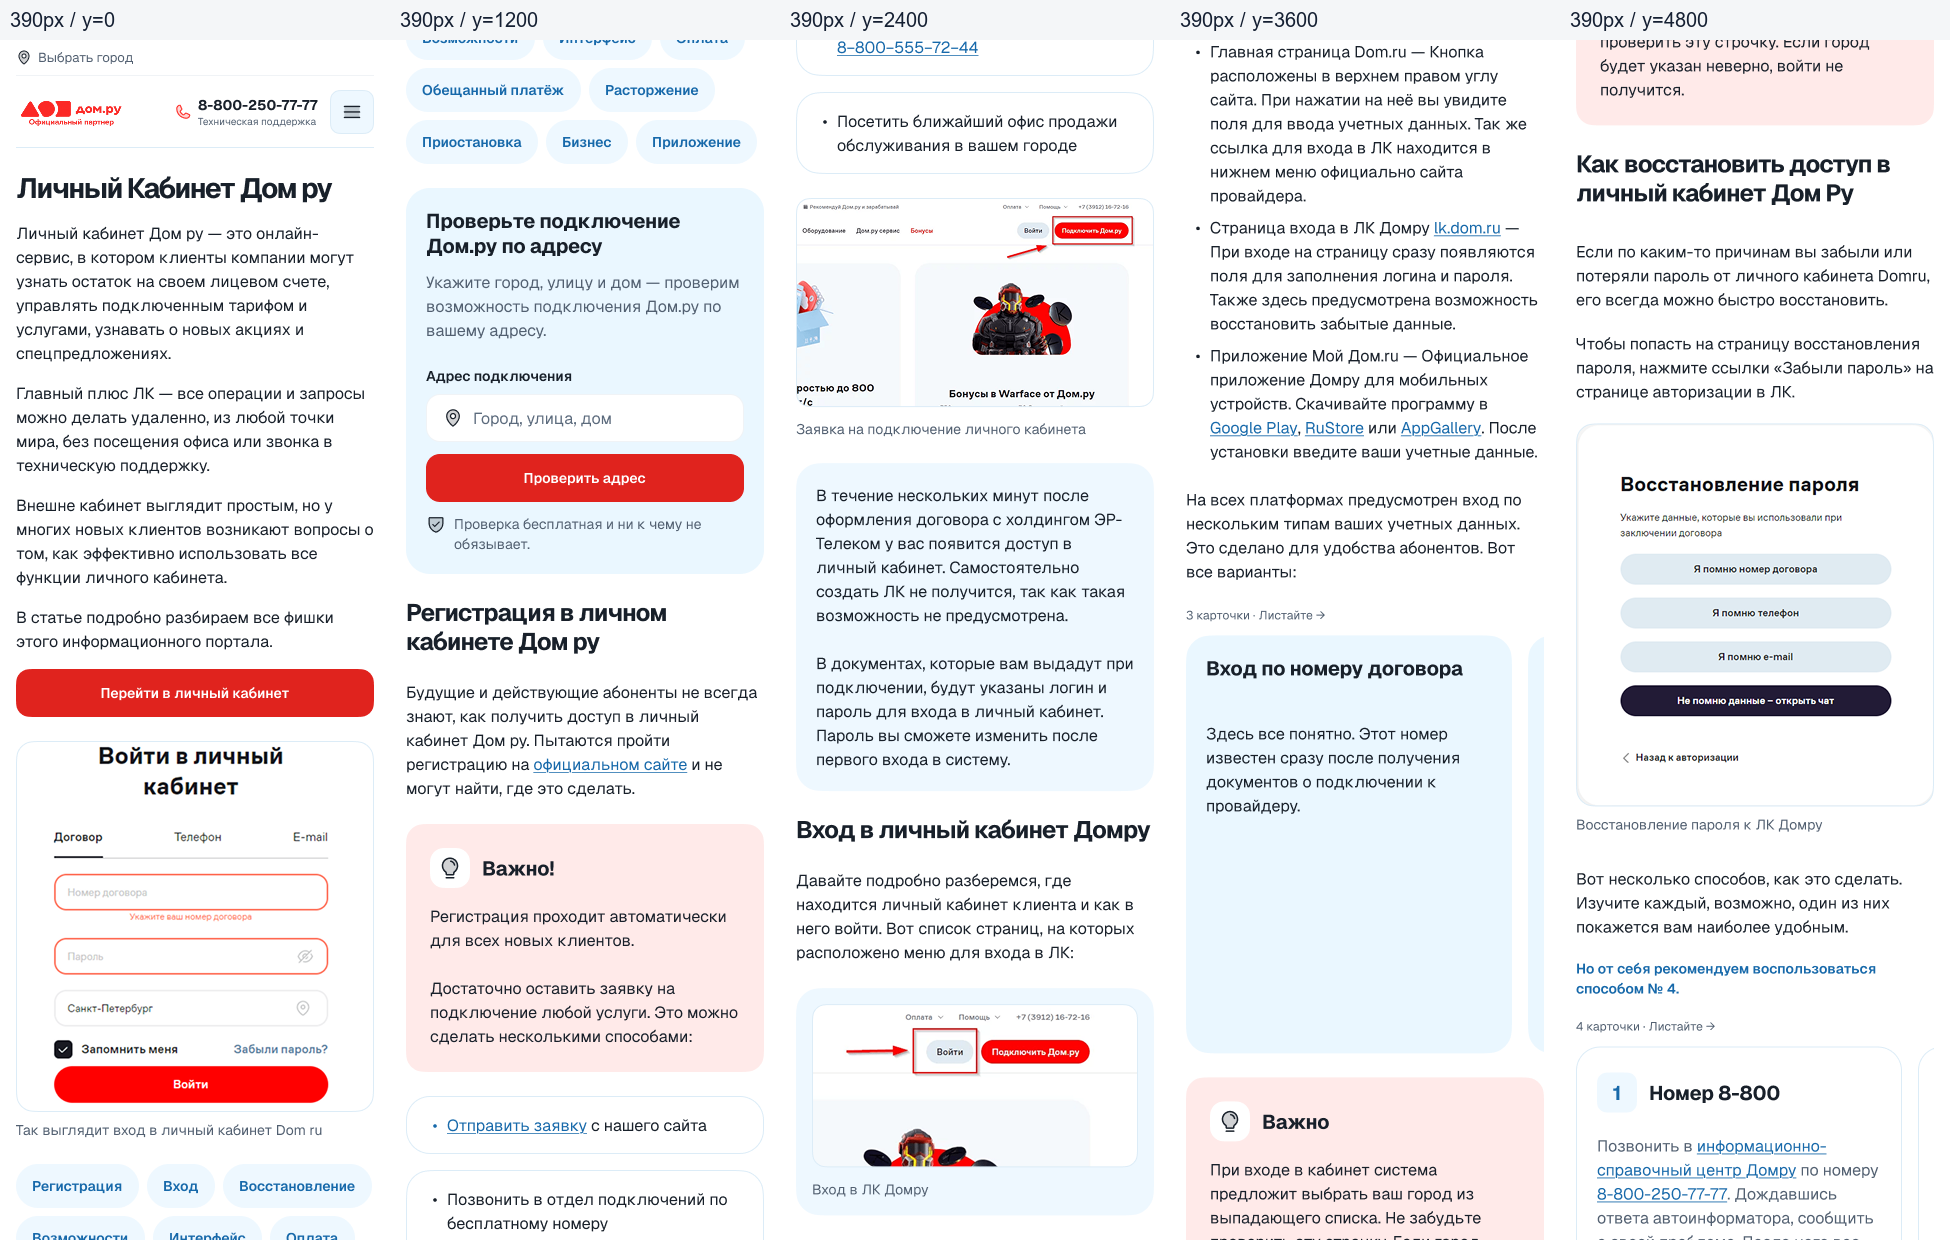 390px / y=0
Выбрать город
дом.ру
Официальный партнер
8-800-250-77-77
Техническая поддержка
Личный Кабинет Дом ру
Личный кабинет Дом ру — это онлайн-
сервис, в котором клиенты компании могут
узнать остаток на своем лицевом счете,
управлять подключенным тарифом и
услугами, узнавать о новых акциях и
спецпредложениях.
Главный плюс ЛК — все операции и запросы
можно делать удаленно, из любой точки
мира, без посещения офиса или звонка в
техническую поддержку.
Внешне кабинет выглядит простым, но у
многих новых клиентов возникают вопросы о
том, как эффективно использовать все
функции личного кабинета.
В статье подробно разбираем все фишки
этого информационного портала.
Перейти в личный кабинет
Войти в личный
кабинет
Договор Телефон E-mail
Номер договора
Укажите ваш номер договора
Пароль
Санкт-Петербург
Запомнить меня Забыли пароль?
Войти
Так выглядит вход в личный кабинет Dom ru
Регистрация Вход Восстановление
Возможности Интерфейс Оплата
390px / y=1200
Возможности Интерфейс Оплата
Обещанный платёж Расторжение
Приостановка Бизнес Приложение
Проверьте подключение
Дом.ру по адресу
Укажите город, улицу и дом — проверим
возможность подключения Дом.ру по
вашему адресу.
Адрес подключения
Город, улица, дом
Проверить адрес
Проверка бесплатная и ни к чему не
обязывает.
Регистрация в личном
кабинете Дом ру
Будущие и действующие абоненты не всегда
знают, как получить доступ в личный
кабинет Дом ру. Пытаются пройти
регистрацию на официальном сайте и не
могут найти, где это сделать.
Важно!
Регистрация проходит автоматически
для всех новых клиентов.
Достаточно оставить заявку на
подключение любой услуги. Это можно
сделать несколькими способами:
• Отправить заявку с нашего сайта
• Позвонить в отдел подключений по
бесплатному номеру
390px / y=2400
8-800-555-72-44
• Посетить ближайший офис продажи
обслуживания в вашем городе
Рекомендуй Дом.ру и зарабатывай Оплата Помощь +7 (3912) 16-72-16
Оборудование Дом.ру сервис Бонусы Войти Подключить Дом.ру
ростью до 800
/с
Бонусы в Warface от Дом.ру
Заявка на подключение личного кабинета
В течение нескольких минут после
оформления договора с холдингом ЭР-
Телеком у вас появится доступ в
личный кабинет. Самостоятельно
создать ЛК не получится, так как такая
возможность не предусмотрена.
В документах, которые вам выдадут при
подключении, будут указаны логин и
пароль для входа в личный кабинет.
Пароль вы сможете изменить после
первого входа в систему.
Вход в личный кабинет Домру
Давайте подробно разберемся, где
находится личный кабинет клиента и как в
него войти. Вот список страниц, на которых
расположено меню для входа в ЛК:
Оплата Помощь +7 (3912) 16-72-16
Войти Подключить Дом.ру
Вход в ЛК Домру
390px / y=3600
• Главная страница Dom.ru — Кнопка
расположены в верхнем правом углу
сайта. При нажатии на неё вы увидите
поля для ввода учетных данных. Так же
ссылка для входа в ЛК находится в
нижнем меню официально сайта
провайдера.
• Страница входа в ЛК Домру lk.dom.ru —
При входе на страницу сразу появляются
поля для заполнения логина и пароля.
Также здесь предусмотрена возможность
восстановить забытые данные.
• Приложение Мой Дом.ru — Официальное
приложение Домру для мобильных
устройств. Скачивайте программу в
Google Play, RuStore или AppGallery. После
установки введите ваши учетные данные.
На всех платформах предусмотрен вход по
нескольким типам ваших учетных данных.
Это сделано для удобства абонентов. Вот
все варианты:
3 карточки · Листайте →
Вход по номеру договора
Здесь все понятно. Этот номер
известен сразу после получения
документов о подключении к
провайдеру.
Важно
При входе в кабинет система
предложит выбрать ваш город из
выпадающего списка. Не забудьте
проверить эту строчку. Если город
390px / y=4800
проверить эту строчку. Если город
будет указан неверно, войти не
получится.
Как восстановить доступ в
личный кабинет Дом Ру
Если по каким-то причинам вы забыли или
потеряли пароль от личного кабинета Domru,
его всегда можно быстро восстановить.
Чтобы попасть на страницу восстановления
пароля, нажмите ссылки «Забыли пароль» на
странице авторизации в ЛК.
Восстановление пароля
Укажите данные, которые вы использовали при
заключении договора
Я помню номер договора
Я помню телефон
Я помню e-mail
Не помню данные – открыть чат
Назад к авторизации
Восстановление пароля к ЛК Домру
Вот несколько способов, как это сделать.
Изучите каждый, возможно, один из них
покажется вам наиболее удобным.
Но от себя рекомендуем воспользоваться
способом № 4.
4 карточки · Листайте →
1 Номер 8-800
Позвонить в информационно-
справочный центр Домру по номеру
8-800-250-77-77. Дождавшись
ответа автоинформатора, сообщить